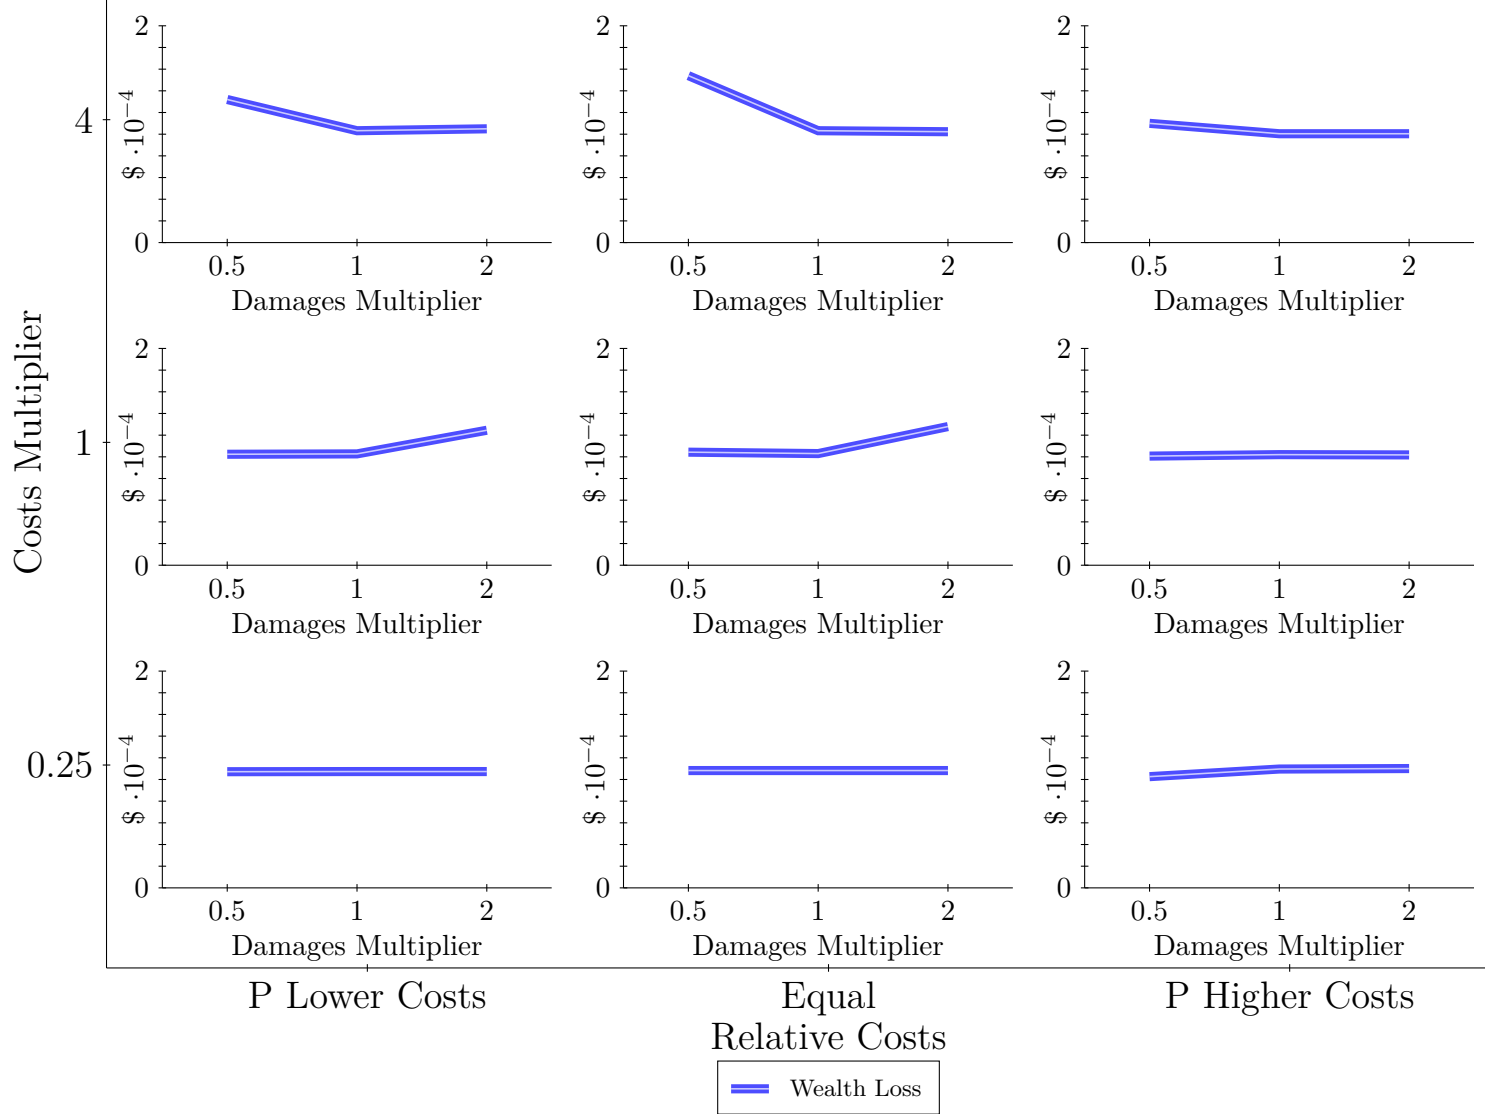 Costs Multiplier
4
2
$ ·10−4
0
0.5 1 2
Damages Multiplier
2
$ ·10−4
0
0.5 1 2
Damages Multiplier
2
$ ·10−4
0
0.5 1 2
Damages Multiplier
1
2
$ ·10−4
0
0.5 1 2
Damages Multiplier
2
$ ·10−4
0
0.5 1 2
Damages Multiplier
2
$ ·10−4
0
0.5 1 2
Damages Multiplier
0.25
2
$ ·10−4
0
0.5 1 2
Damages Multiplier
2
$ ·10−4
0
0.5 1 2
Damages Multiplier
2
$ ·10−4
0
0.5 1 2
Damages Multiplier
P Lower Costs
Equal
P Higher Costs
Relative Costs
Wealth Loss